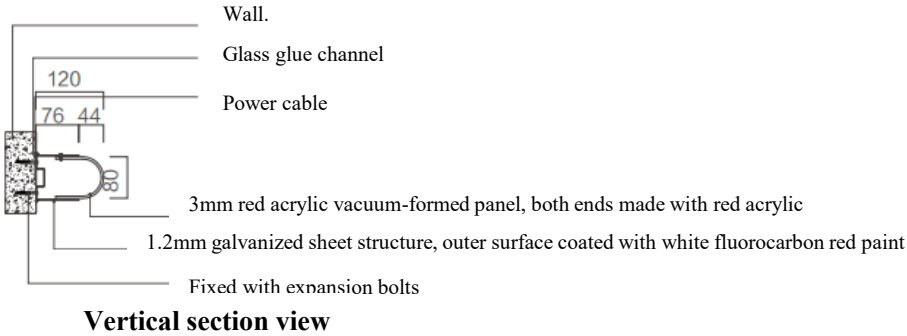 Wall.
Glass glue channel
120
Power cable
76 44
80
3mm red acrylic vacuum-formed panel, both ends made with red acrylic
1.2mm galvanized sheet structure, outer surface coated with white fluorocarbon red paint
Fixed with expansion bolts
Vertical section view